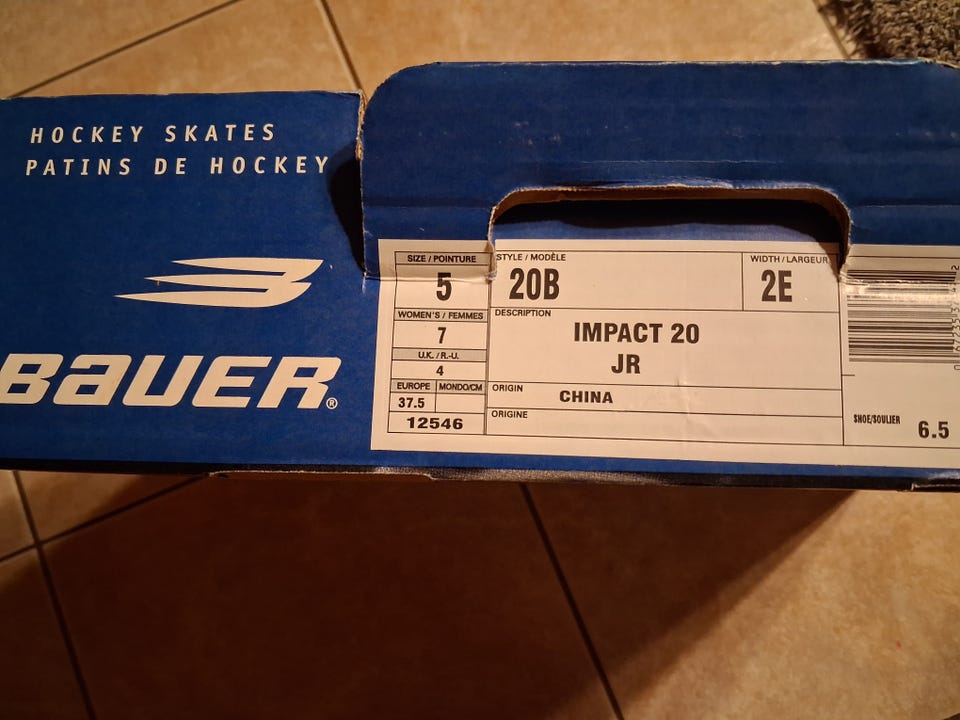 HOCKEY SKATES
PATINS DE HOCKEY
BAUER®
SIZE / POINTURE
5
WOMEN'S / FEMMES
7
U.K. / R.-U.
4
EUROPE MONDO/CM
37.5
12546
STYLE / MODÈLE
20B
WIDTH / LARGEUR
2E
DESCRIPTION
IMPACT 20
JR
ORIGIN
CHINA
ORIGINE
SHOE/SOULIER 6.5